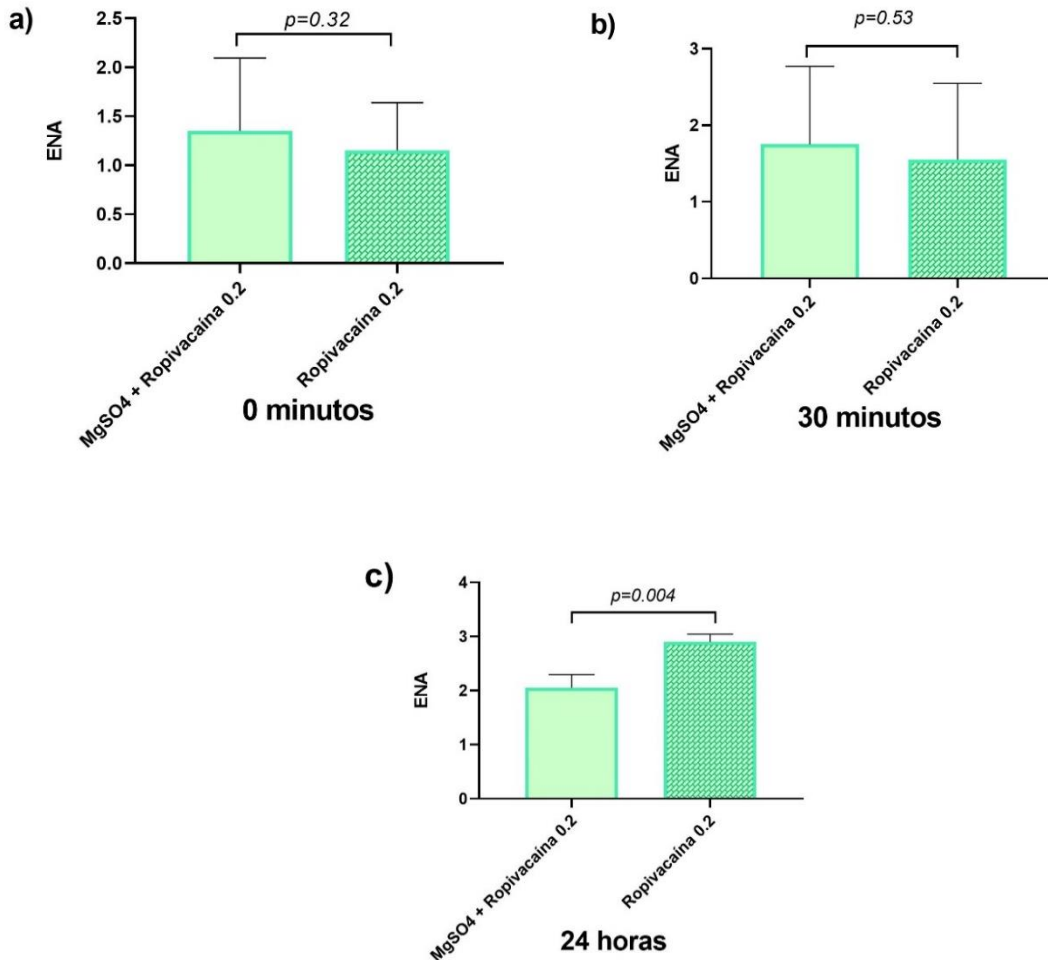 a)
p=0.32
2.5
2.0
1.5
1.0
0.5
0.0
ENA
MgSO4 + Ropivacaína 0.2
Ropivacaína 0.2
0 minutos
b)
p=0.53
3
2
1
0
ENA
MgSO4 + Ropivacaína 0.2
Ropivacaína 0.2
30 minutos
c)
p=0.004
4
3
2
1
0
ENA
MgSO4 + Ropivacaína 0.2
Ropivacaína 0.2
24 horas